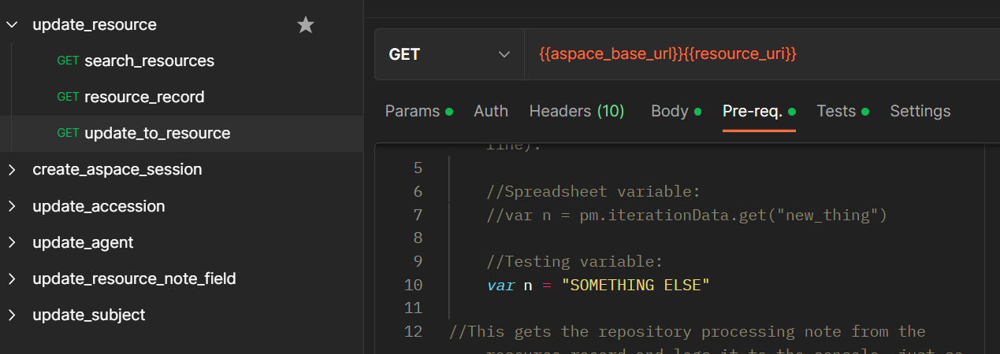 update_resource
GET search_resources
GET resource_record
GET update_to_resource
create_aspace_session
update_accession
update_agent
update_resource_note_field
update_subject
GET {{aspace_base_url}}{{resource_uri}}
Params Auth Headers (10) Body Pre-req. Tests Settings
line).
5
6 //Spreadsheet variable:
7 //var n = pm.iterationData.get("new_thing")
8
9 //Testing variable:
10 var n = "SOMETHING ELSE"
11
12 //This gets the repository processing note from the
resource record and logs it to the console, just so